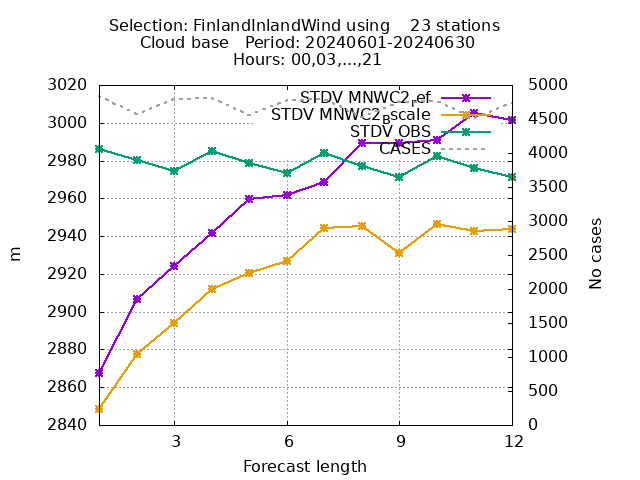 Selection: FinlandInlandWind using    23 stations
Cloud base   Period: 20240601-20240630
Hours: 00,03,...,21
3020
3000
2980
2960
2940
2920
2900
2880
2860
2840
m
STDV MNWC2_ref
STDV MNWC2_Bscale
STDV OBS
CASES
5000
4500
4000
3500
3000
2500
2000
1500
1000
500
0
No cases
3 6 9 12
Forecast length